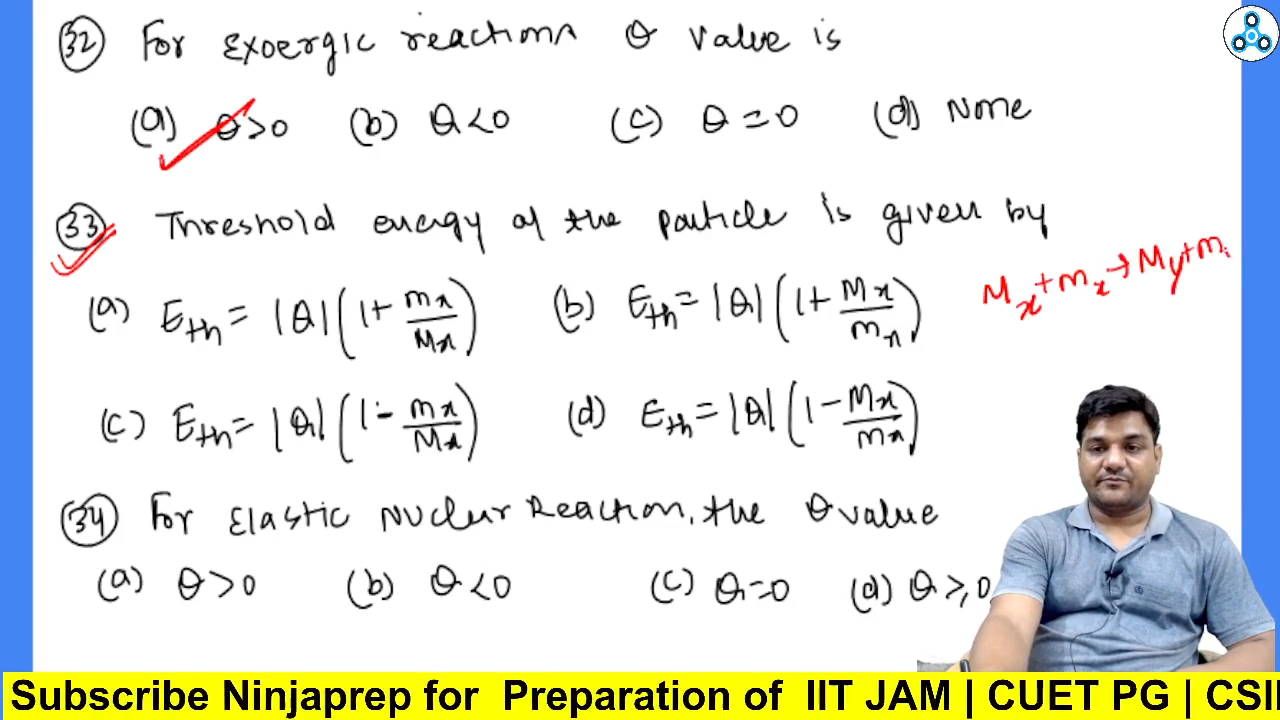 32 For Exoergic reactions Q value is
(a) Q>0 (b) Q<0 (c) Q=0 (d) None
33 Threshold energy of the particle is given by
Mx+mx→My+m
(a) Eth=|Q|(1+mx/Mx) (b) Eth=|Q|(1+Mx/mx)
(c) Eth=|Q|(1-mx/Mx) (d) Eth=|Q|(1-Mx/mx)
34 For Elastic Nuclur Reaction, the Q value
(a) Q>0 (b) Q<0 (c) Q=0 (d) Q≥0
Subscribe Ninjaprep for Preparation of IIT JAM | CUET PG | CSI